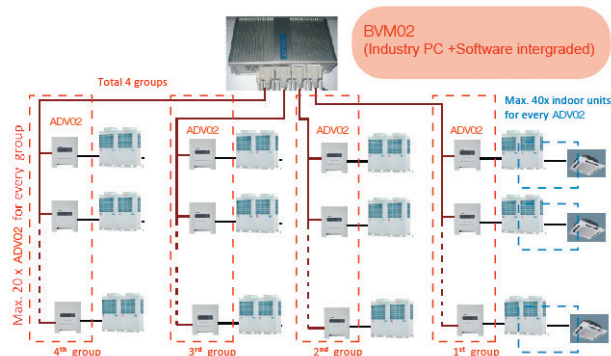 BVM02
(Industry PC +Software intergraded)
Total 4 groups
Max. 40x indoor units
for every ADV02
ADV02
ADV02
ADV02
ADV02
Max. 20 x ADV02 for every group
4th group
3rd group
2nd group
1st group